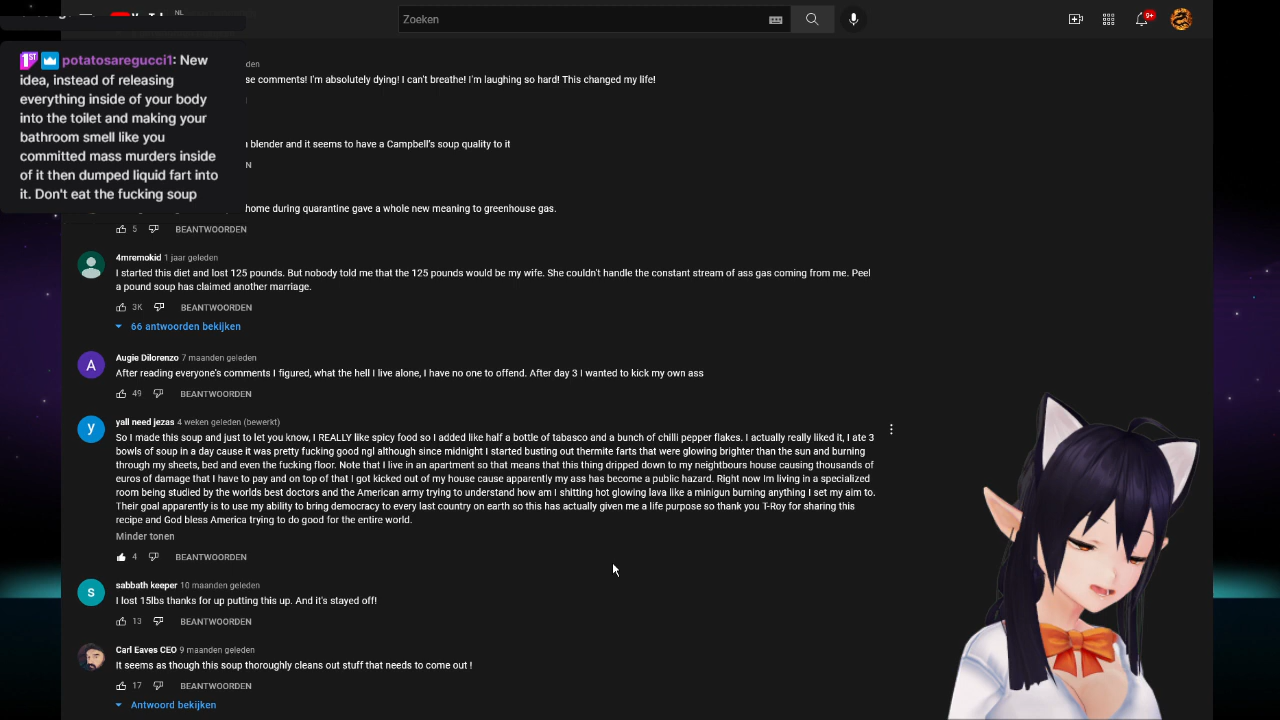 NL
Zoeken
9+
potatosaregucci1: New
idea, instead of releasing
everything inside of your body
into the toilet and making your
bathroom smell like you
committed mass murders inside
of it then dumped liquid fart into
it. Don't eat the fucking soup
den
se comments! I'm absolutely dying! I can't breathe! I'm laughing so hard! This changed my life!
blender and it seems to have a Campbell's soup quality to it
N
home during quarantine gave a whole new meaning to greenhouse gas.
5 BEANTWOORDEN
4mremokid 1 jaar geleden
I started this diet and lost 125 pounds. But nobody told me that the 125 pounds would be my wife. She couldn't handle the constant stream of ass gas coming from me. Peel
a pound soup has claimed another marriage.
3K BEANTWOORDEN
66 antwoorden bekijken
A
Augie Dilorenzo 7 maanden geleden
After reading everyone's comments I figured, what the hell I live alone, I have no one to offend. After day 3 I wanted to kick my own ass
49 BEANTWOORDEN
y
yall need jezas 4 weken geleden (bewerkt)
So I made this soup and just to let you know, I REALLY like spicy food so I added like half a bottle of tabasco and a bunch of chilli pepper flakes. I actually really liked it, I ate 3
bowls of soup in a day cause it was pretty fucking good ngl although since midnight I started busting out thermite farts that were glowing brighter than the sun and burning
through my sheets, bed and even the fucking floor. Note that I live in an apartment so that means that this thing dripped down to my neighbours house causing thousands of
euros of damage that I have to pay and on top of that I got kicked out of my house cause apparently my ass has become a public hazard. Right now Im living in a specialized
room being studied by the worlds best doctors and the American army trying to understand how am I shitting hot glowing lava like a minigun burning anything I set my aim to.
Their goal apparently is to use my ability to bring democracy to every last country on earth so this has actually given me a life purpose so thank you T-Roy for sharing this
recipe and God bless America trying to do good for the entire world.
Minder tonen
4 BEANTWOORDEN
s
sabbath keeper 10 maanden geleden
I lost 15lbs thanks for up putting this up. And it's stayed off!
13 BEANTWOORDEN
Carl Eaves CEO 9 maanden geleden
It seems as though this soup thoroughly cleans out stuff that needs to come out !
17 BEANTWOORDEN
Antwoord bekijken